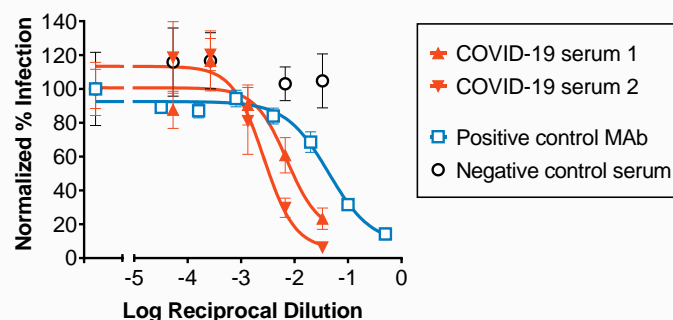 Normalized % Infection
140
120
100
80
60
40
20
0
-5 -4 -3 -2 -1 0
Log Reciprocal Dilution
COVID-19 serum 1
COVID-19 serum 2
Positive control MAb
Negative control serum